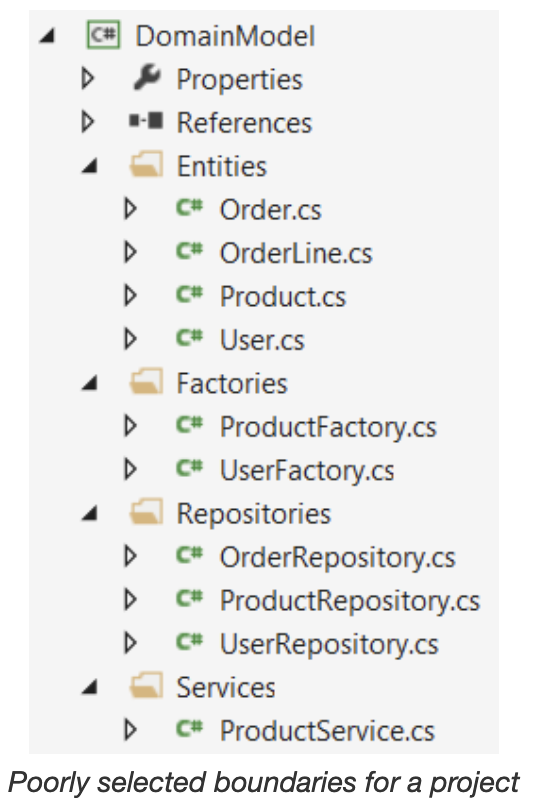 C# DomainModel
Properties
References
Entities
C# Order.cs
C# OrderLine.cs
C# Product.cs
C# User.cs
Factories
C# ProductFactory.cs
C# UserFactory.cs
Repositories
C# OrderRepository.cs
C# ProductRepository.cs
C# UserRepository.cs
Services
C# ProductService.cs
Poorly selected boundaries for a project